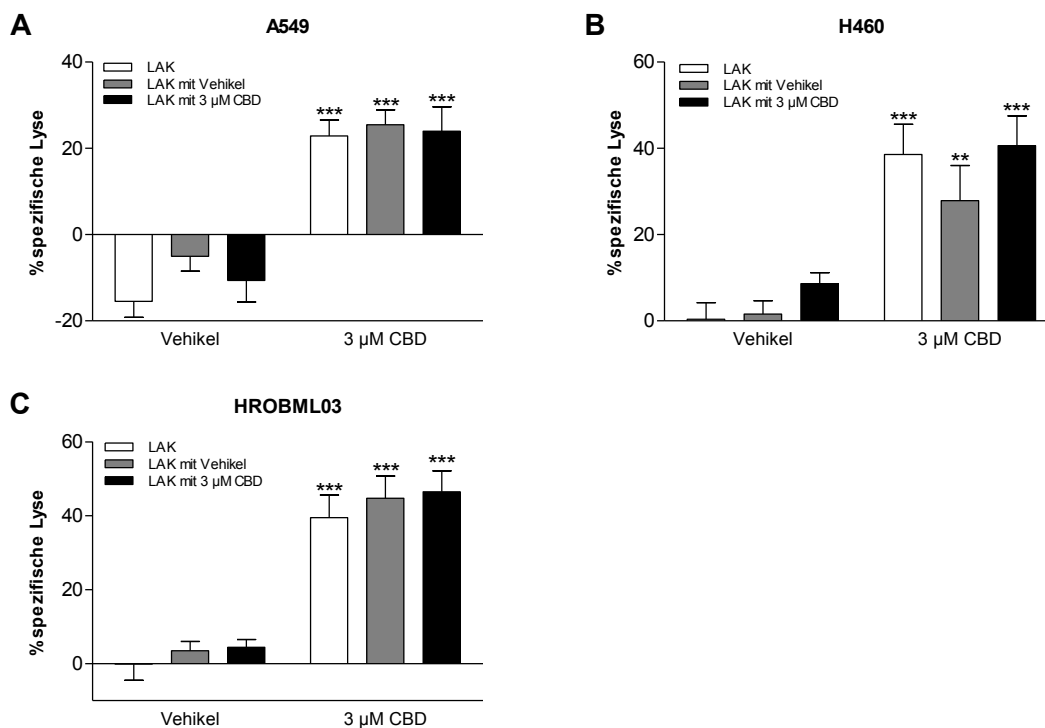 A
A549
%spezifische Lyse
40
20
0
-20
LAK
LAK mit Vehikel
LAK mit 3 µM CBD
*** *** ***
Vehikel 3 µM CBD
B
H460
%spezifische Lyse
60
40
20
0
LAK
LAK mit Vehikel
LAK mit 3 µM CBD
*** ** ***
Vehikel 3 µM CBD
C
HROBML03
%spezifische Lyse
60
40
20
0
LAK
LAK mit Vehikel
LAK mit 3 µM CBD
*** *** ***
Vehikel 3 µM CBD